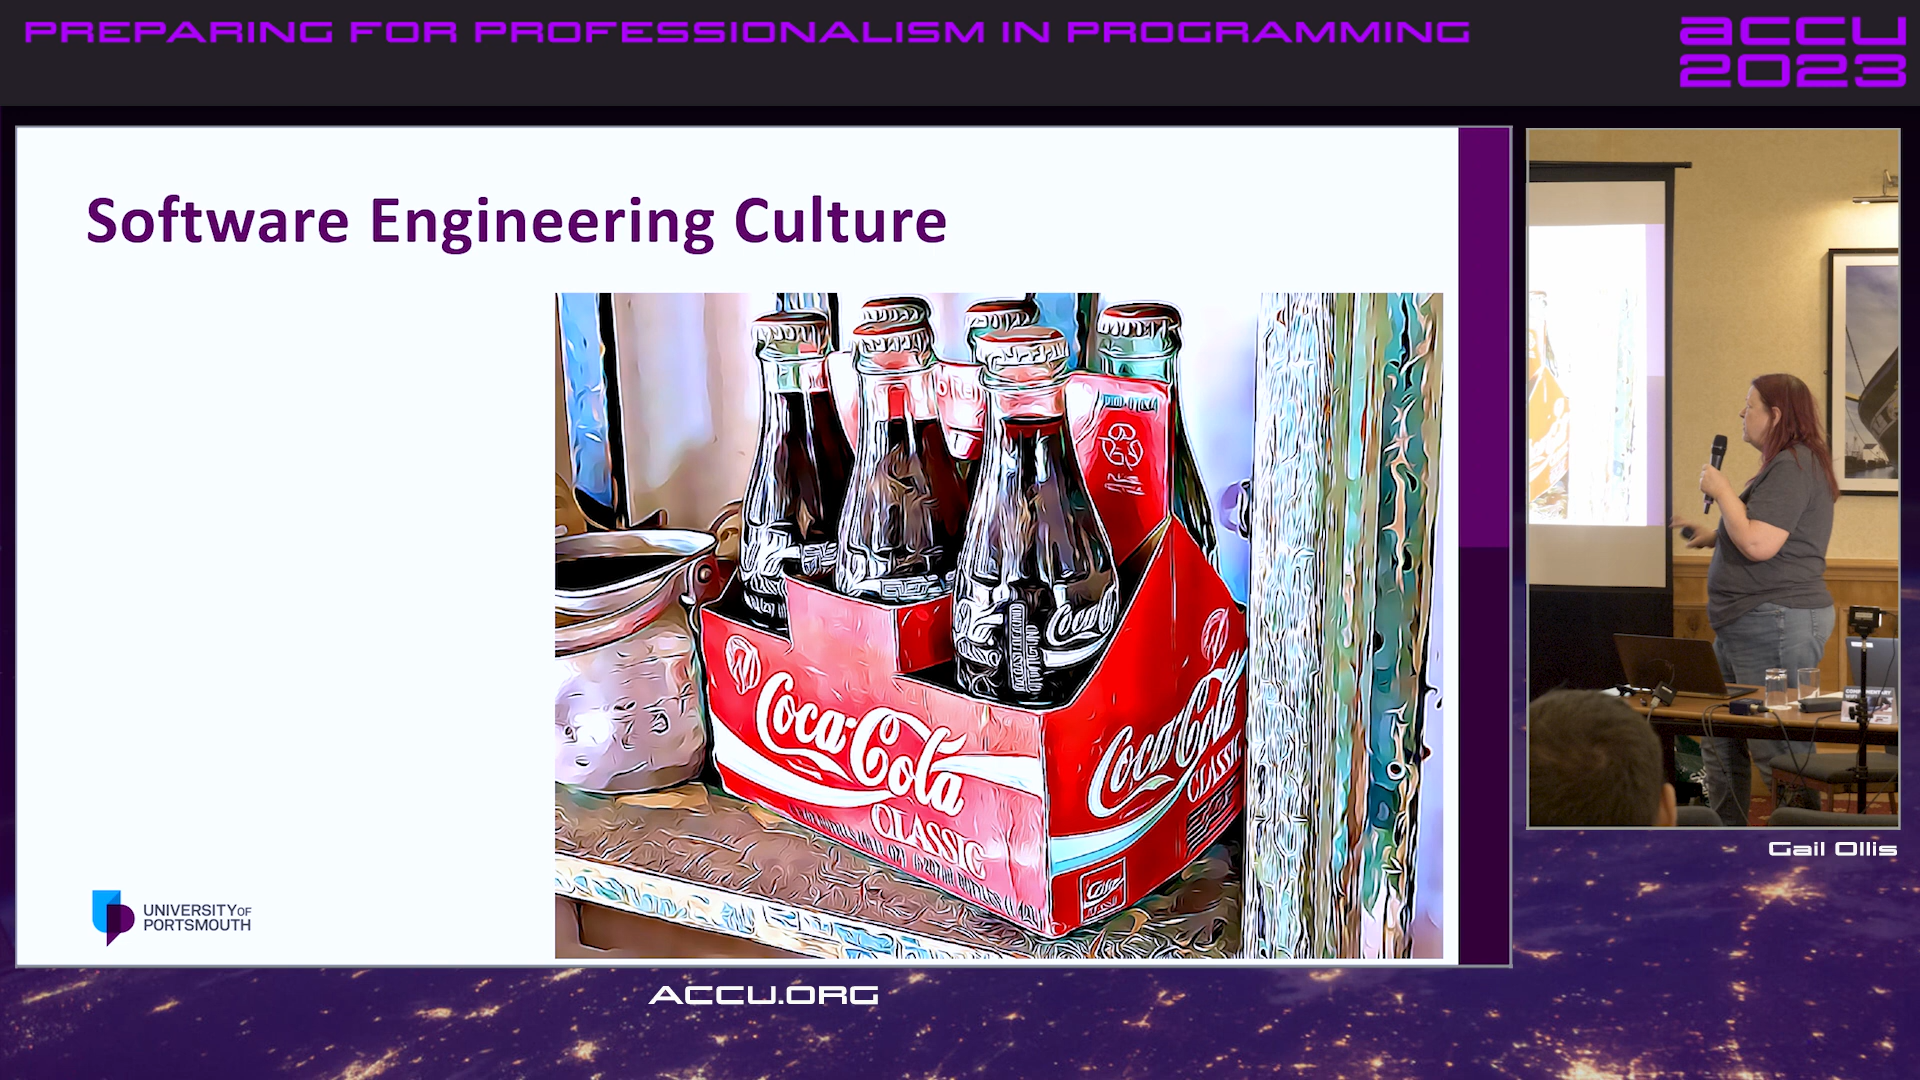 PREPARING FOR PROFESSIONALISM IN PROGRAMMING
accu
2023
Software Engineering Culture
Coca-Cola
CLASSIC
Coca-Cola
CLASSIC
Coca
UNIVERSITY OF
PORTSMOUTH
Gail Ollis
ACCU.ORG